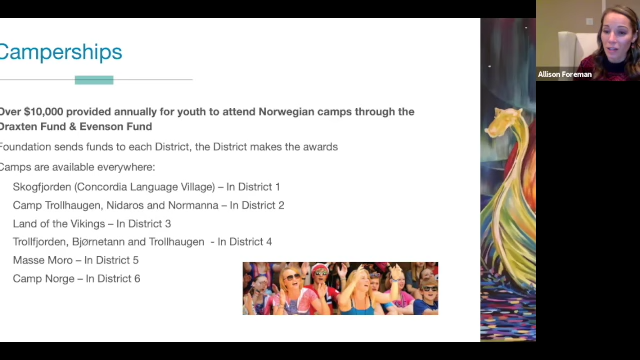 Camperships
Over $10,000 provided annually for youth to attend Norwegian camps through the
Draxten Fund & Evenson Fund
Foundation sends funds to each District, the District makes the awards
Camps are available everywhere:
Skogfjorden (Concordia Language Village) – In District 1
Camp Trollhaugen, Nidaros and Normanna – In District 2
Land of the Vikings – In District 3
Trollfjorden, Bjørnetann and Trollhaugen  - In District 4
Masse Moro – In District 5
Camp Norge – In District 6
Allison Foreman